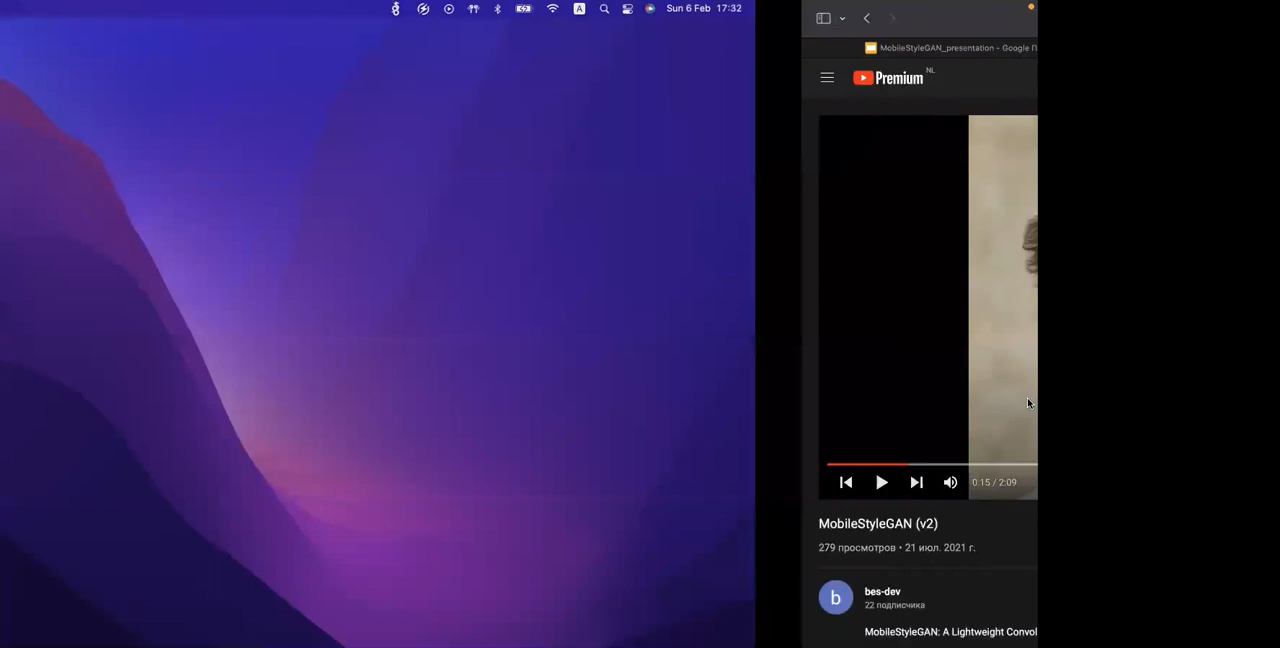 A
Sun 6 Feb 17:32
MobileStyleGAN_presentation - Google
Premium NL
0:15 / 2:09
MobileStyleGAN (v2)
279 просмотров • 21 июл. 2021 г.
b
bes-dev
22 подписчика
MobileStyleGAN: A Lightweight Convol